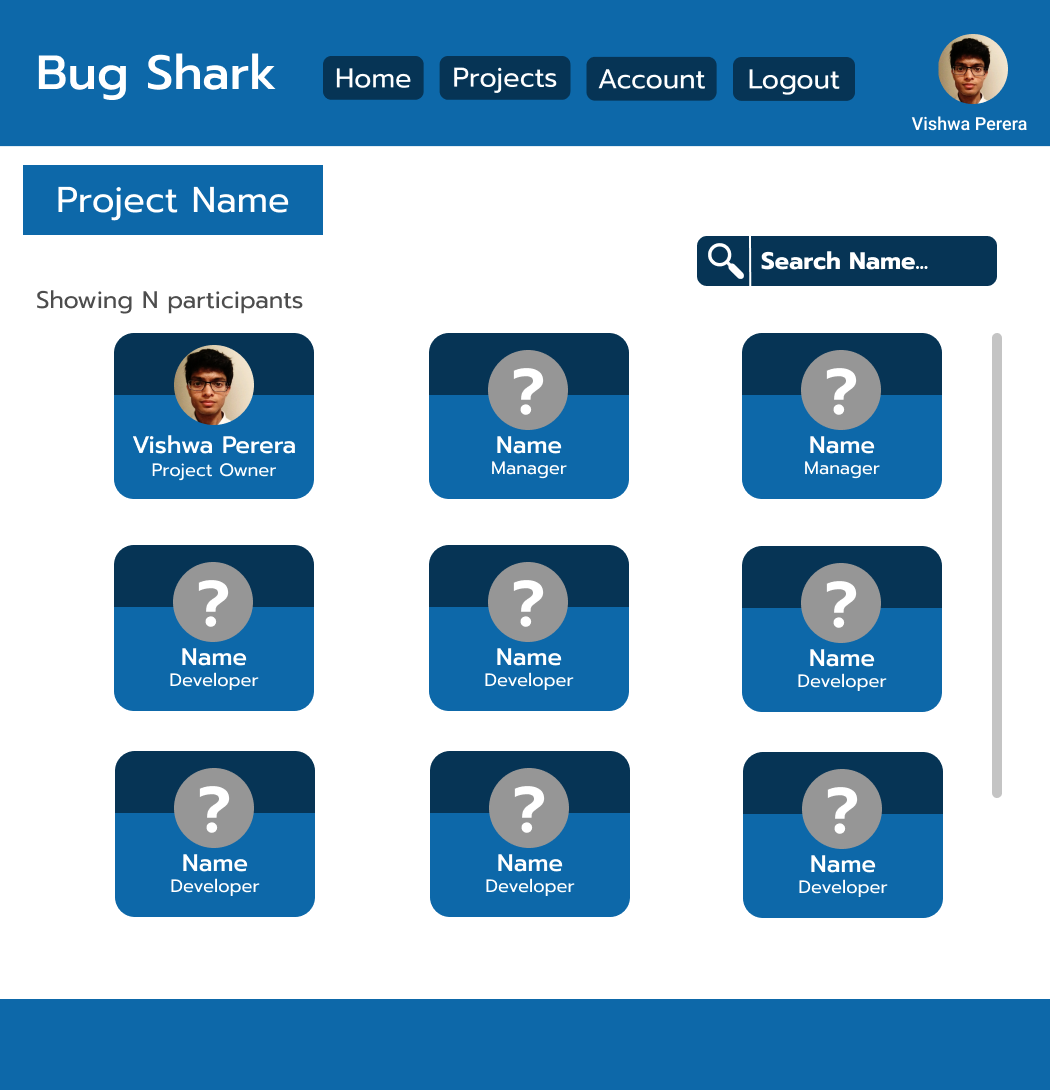 Bug Shark
Home
Projects
Account
Logout
Vishwa Perera
Project Name
Search Name...
Showing N participants
?
?
Vishwa Perera
Name
Name
Project Owner
Manager
Manager
?
?
?
Name
Name
Name
Developer
Developer
Developer
?
?
?
Name
Name
Name
Developer
Developer
Developer